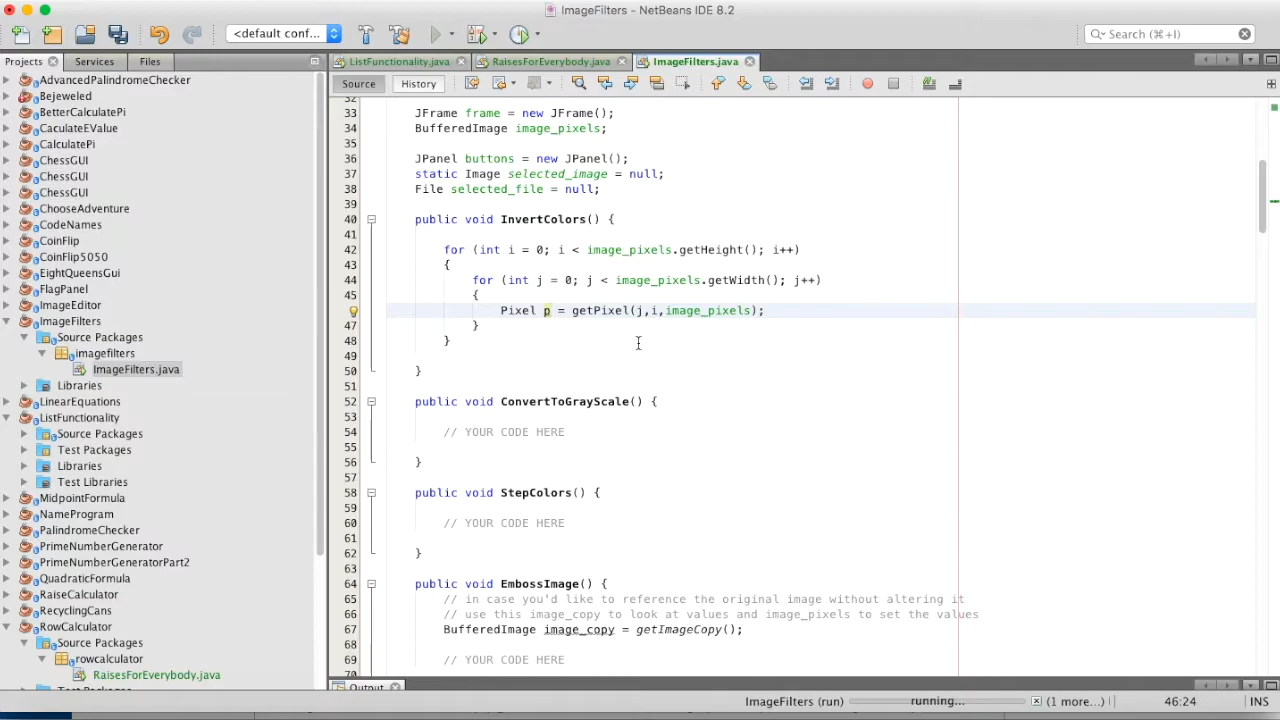 ImageFilters - NetBeans IDE 8.2
<default conf...
Search (⌘+I)
Projects
Services
Files
ListFunctionality.java
RaisesForEverybody.java
ImageFilters.java
Source
History
AdvancedPalindromeChecker
Bejeweled
BetterCalculatePi
CaculateEValue
CalculatePi
ChessGUI
ChessGUI
ChessGUI
ChooseAdventure
CodeNames
CoinFlip
CoinFlip5050
EightQueensGui
FlagPanel
ImageEditor
ImageFilters
Source Packages
imagefilters
ImageFilters.java
Libraries
LinearEquations
ListFunctionality
Source Packages
Test Packages
Libraries
Test Libraries
MidpointFormula
NameProgram
PalindromeChecker
PrimeNumberGenerator
PrimeNumberGeneratorPart2
QuadraticFormula
RaiseCalculator
RecyclingCans
RowCalculator
Source Packages
rowcalculator
RaisesForEverybody.java
32
33 JFrame frame = new JFrame();
34 BufferedImage image_pixels;
35
36 JPanel buttons = new JPanel();
37 static Image selected_image = null;
38 File selected_file = null;
39
40 public void InvertColors() {
41
42 for (int i = 0; i < image_pixels.getHeight(); i++)
43 {
44 for (int j = 0; j < image_pixels.getWidth(); j++)
45 {
Pixel p = getPixel(j,i,image_pixels);
47 }
48 }
49
50 }
51
52 public void ConvertToGrayScale() {
53
54 // YOUR CODE HERE
55
56 }
57
58 public void StepColors() {
59
60 // YOUR CODE HERE
61
62 }
63
64 public void EmbossImage() {
65 // in case you'd like to reference the original image without altering it
66 // use this image_copy to look at values and image_pixels to set the values
67 BufferedImage image_copy = getImageCopy();
68
69 // YOUR CODE HERE
70
Output
ImageFilters (run)
running...
(1 more...)
46:24
INS